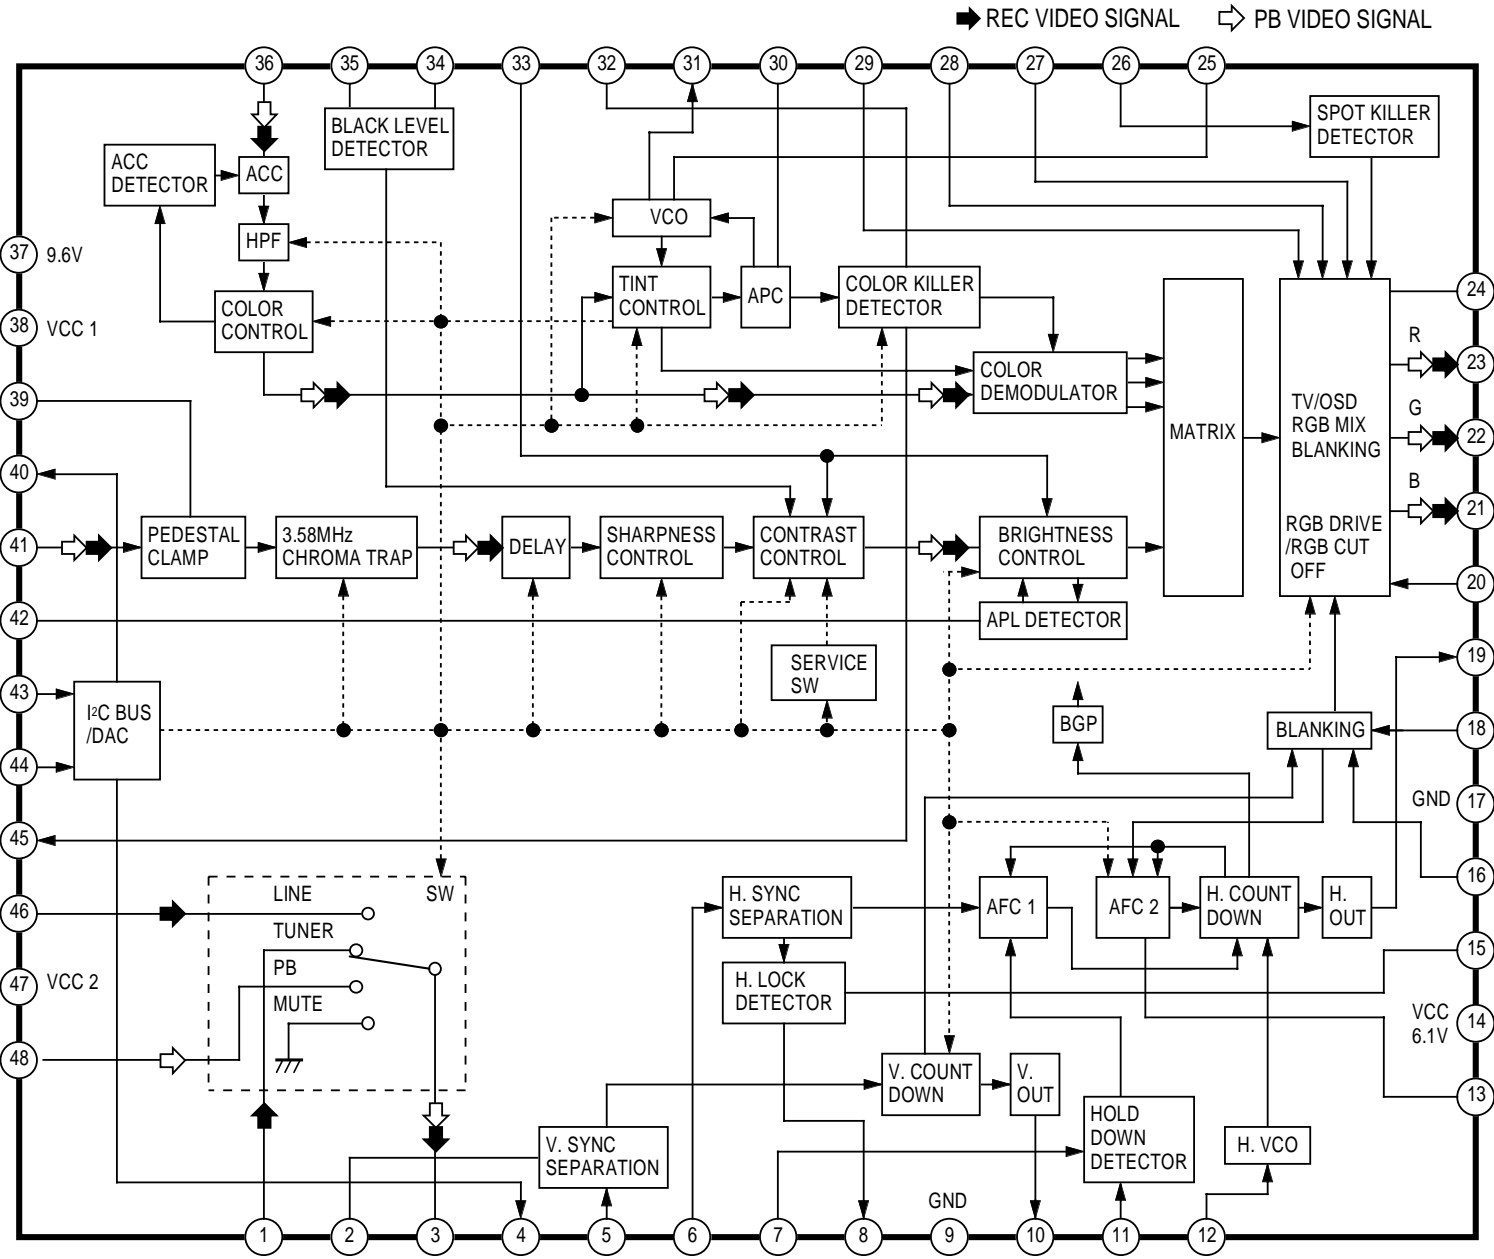 REC VIDEO SIGNAL PB VIDEO SIGNAL
36 35 34 33 32 31 30 29 28 27 26 25
BLACK LEVEL
DETECTOR
SPOT KILLER
DETECTOR
ACC
DETECTOR
ACC
VCO
HPF
37 9.6V
COLOR
CONTROL
TINT
CONTROL
APC
COLOR KILLER
DETECTOR
24
38 VCC 1
R
23
COLOR
DEMODULATOR
39
TV/OSD
RGB MIX
BLANKING
G
22
MATRIX
40
B
21
41
PEDESTAL
CLAMP
3.58MHz
CHROMA TRAP
DELAY
SHARPNESS
CONTROL
CONTRAST
CONTROL
BRIGHTNESS
CONTROL
RGB DRIVE
/RGB CUT
OFF
20
42
APL DETECTOR
19
SERVICE
SW
43
I2C BUS
/DAC
44
BGP
BLANKING
18
GND 17
45
16
LINE SW
46
TUNER
PB
MUTE
H. SYNC
SEPARATION
AFC 1
AFC 2
H. COUNT
DOWN
H.
OUT
15
47 VCC 2
H. LOCK
DETECTOR
VCC
6.1V
14
48
V. COUNT
DOWN
V.
OUT
13
HOLD
DOWN
DETECTOR
V. SYNC
SEPARATION
H. VCO
GND
1 2 3 4 5 6 7 8 9 10 11 12